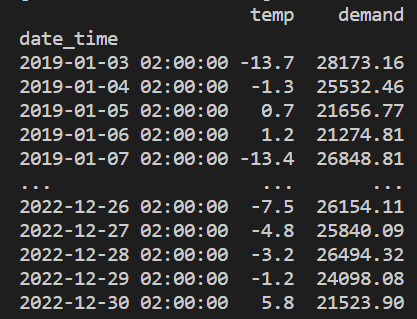 temp demand
date_time
2019-01-03 02:00:00 -13.7 28173.16
2019-01-04 02:00:00 -1.3 25532.46
2019-01-05 02:00:00 0.7 21656.77
2019-01-06 02:00:00 1.2 21274.81
2019-01-07 02:00:00 -13.4 26848.81
... ... ...
2022-12-26 02:00:00 -7.5 26154.11
2022-12-27 02:00:00 -4.8 25840.09
2022-12-28 02:00:00 -3.2 26494.32
2022-12-29 02:00:00 -1.2 24098.08
2022-12-30 02:00:00 5.8 21523.90